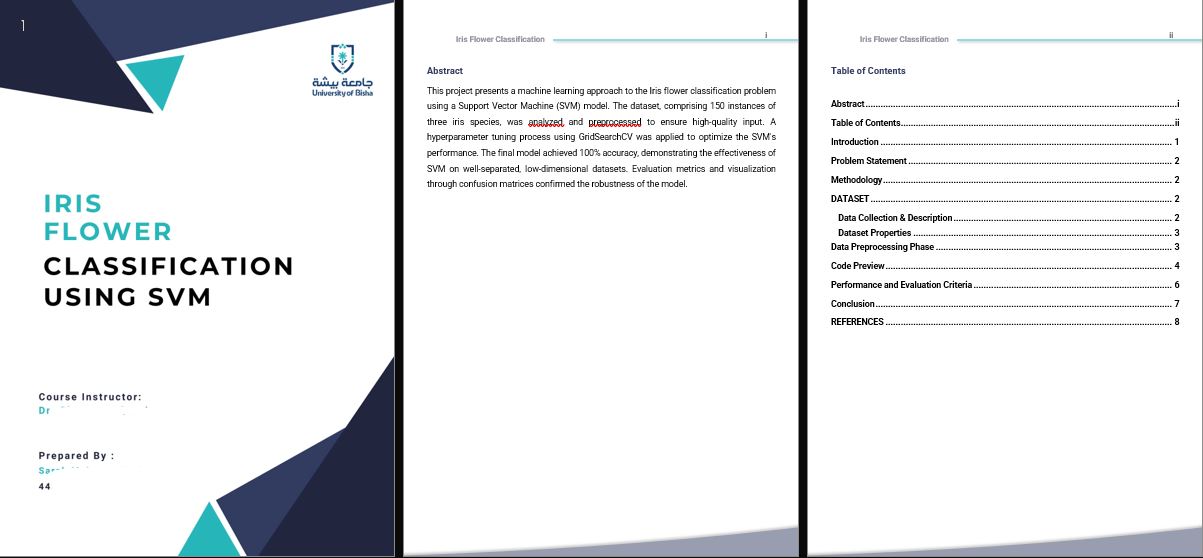 1
جامعة بيشة
University of Bisha
IRIS
FLOWER
CLASSIFICATION
USING SVM
Course Instructor:
Dr
Prepared By :
44
Iris Flower Classification
i
Abstract
This project presents a machine learning approach to the Iris flower classification problem
using a Support Vector Machine (SVM) model. The dataset, comprising 150 instances of
three iris species, was analyzed and preprocessed to ensure high-quality input. A
hyperparameter tuning process using GridSearchCV was applied to optimize the SVM's
performance. The final model achieved 100% accuracy, demonstrating the effectiveness of
SVM on well-separated, low-dimensional datasets. Evaluation metrics and visualization
through confusion matrices confirmed the robustness of the model.
Iris Flower Classification
ii
Table of Contents
Abstract i
Table of Contents ii
Introduction 1
Problem Statement 2
Methodology 2
DATASET 2
Data Collection & Description 2
Dataset Properties 3
Data Preprocessing Phase 3
Code Preview 4
Performance and Evaluation Criteria 6
Conclusion 7
REFERENCES 8